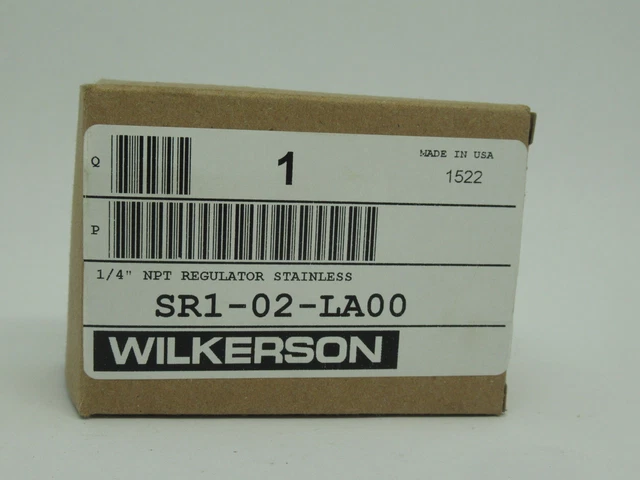 Q 1 MADE IN USA
1522
P
1/4" NPT REGULATOR STAINLESS
SR1-02-LA00
WILKERSON